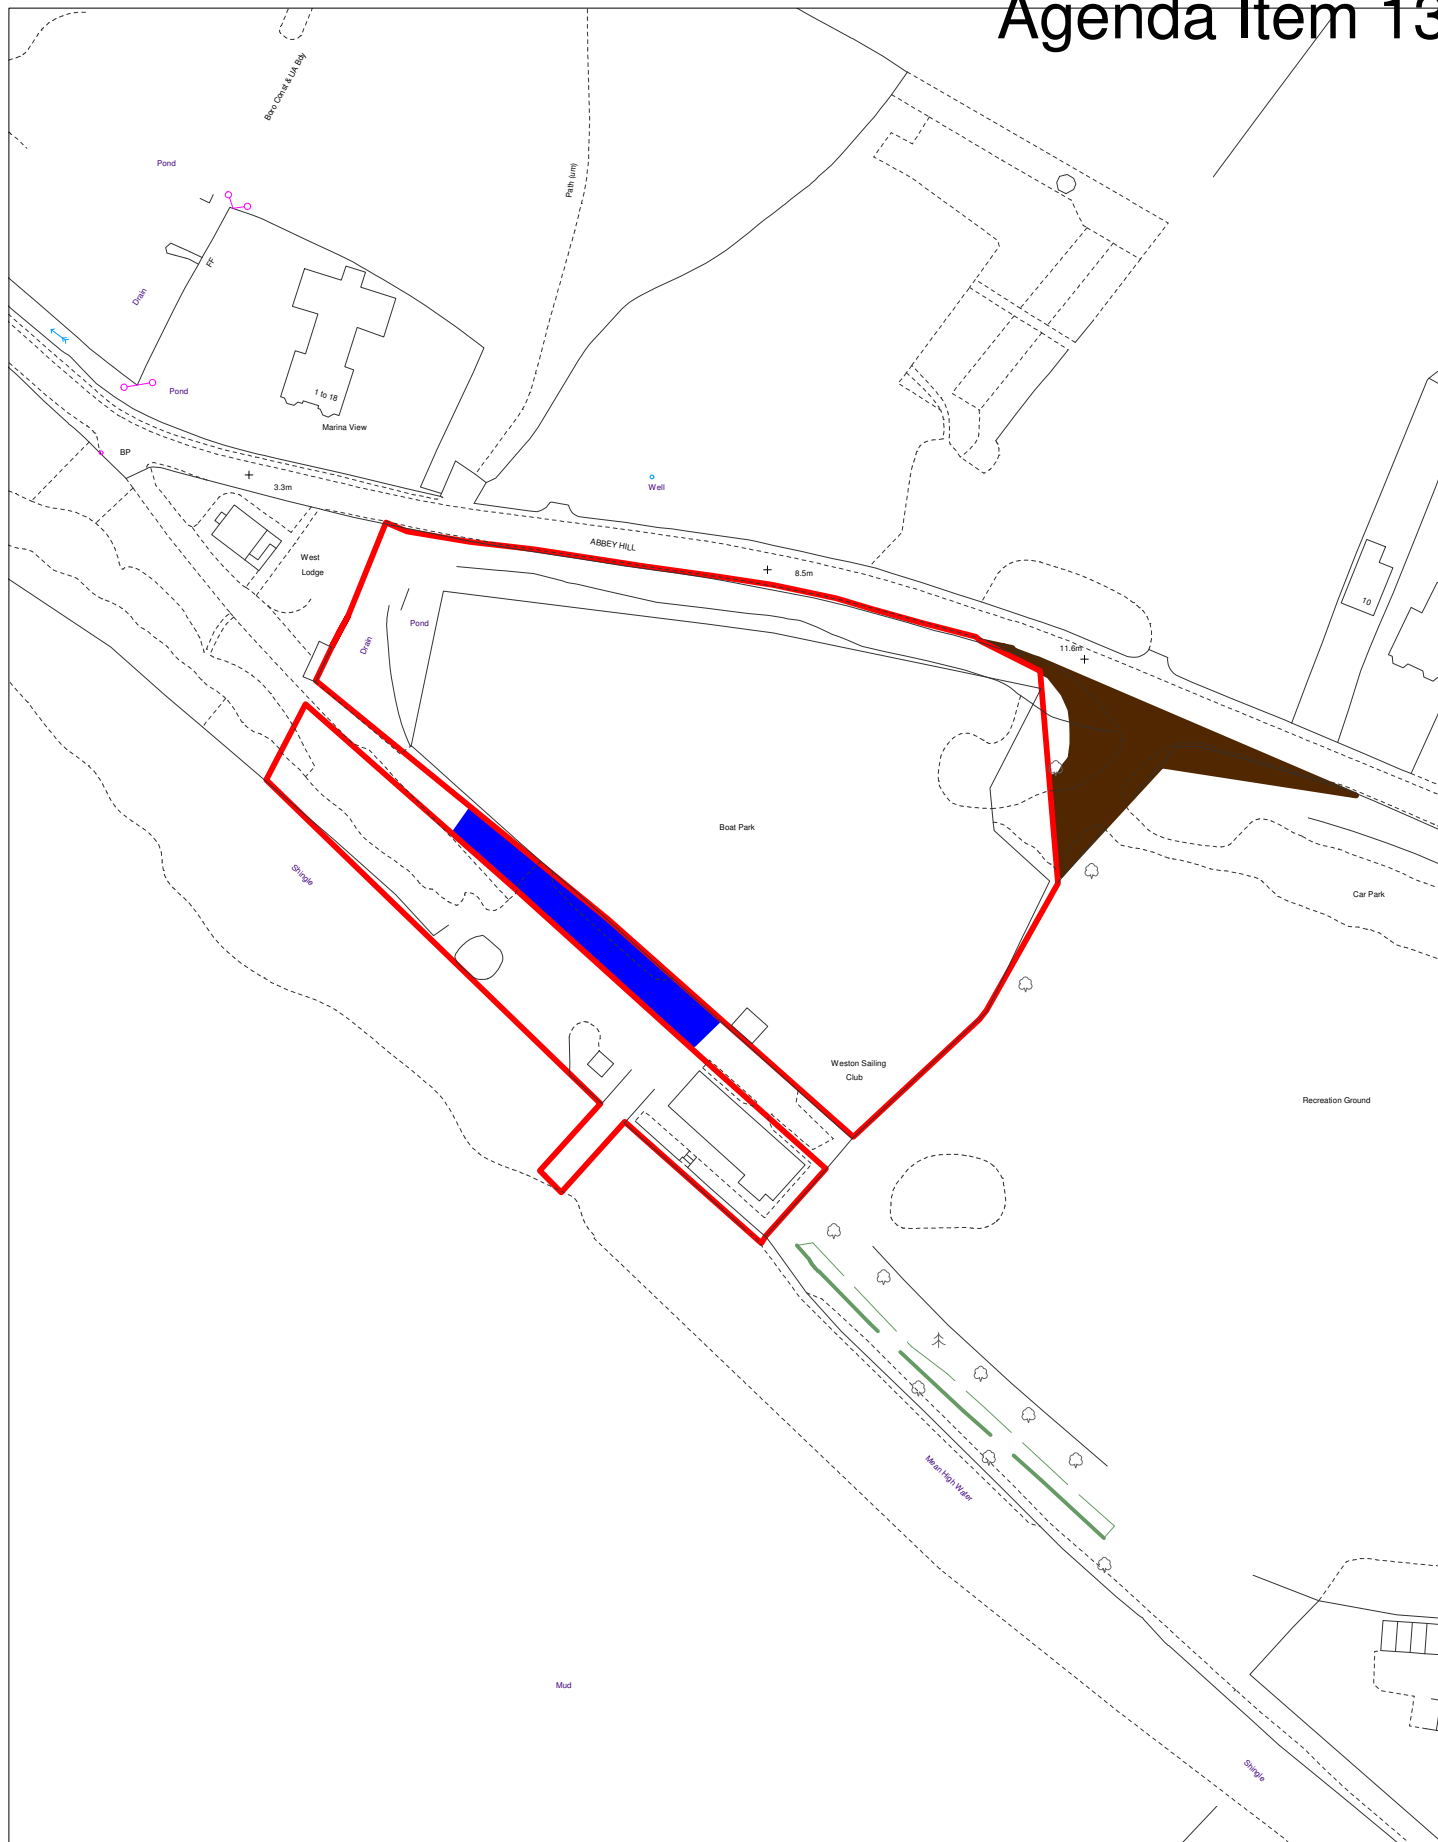 Agenda Item 13
Boro Const & UA Bdy
Pond
Path (um)
FF
Drain
Pond
1 to 18
Marina View
BP
3.3m
Well
ABBEY HILL
8.5m
West
Lodge
10
Pond
Drain
11.6m
Boat Park
Shingle
Car Park
Weston Sailing
Club
Recreation Ground
Mean High Water
Mud
Shingle